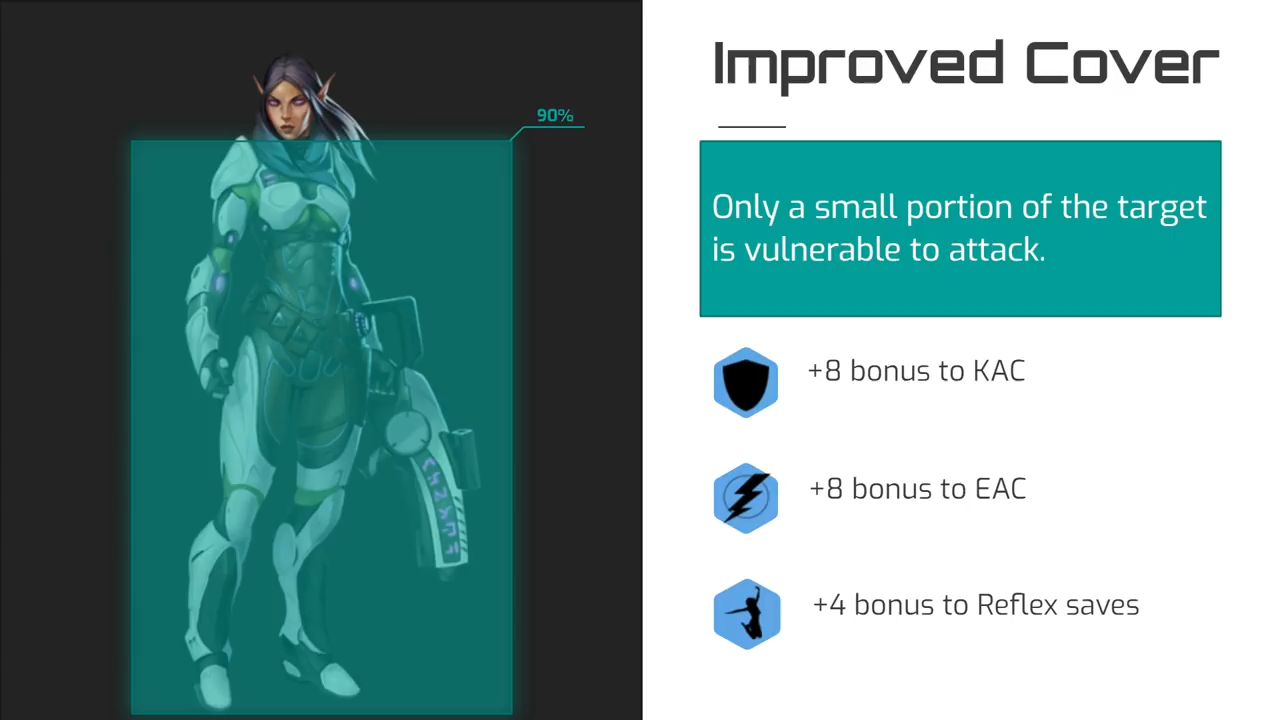 90%
Improved Cover
Only a small portion of the target
is vulnerable to attack.
+8 bonus to KAC
+8 bonus to EAC
+4 bonus to Reflex saves